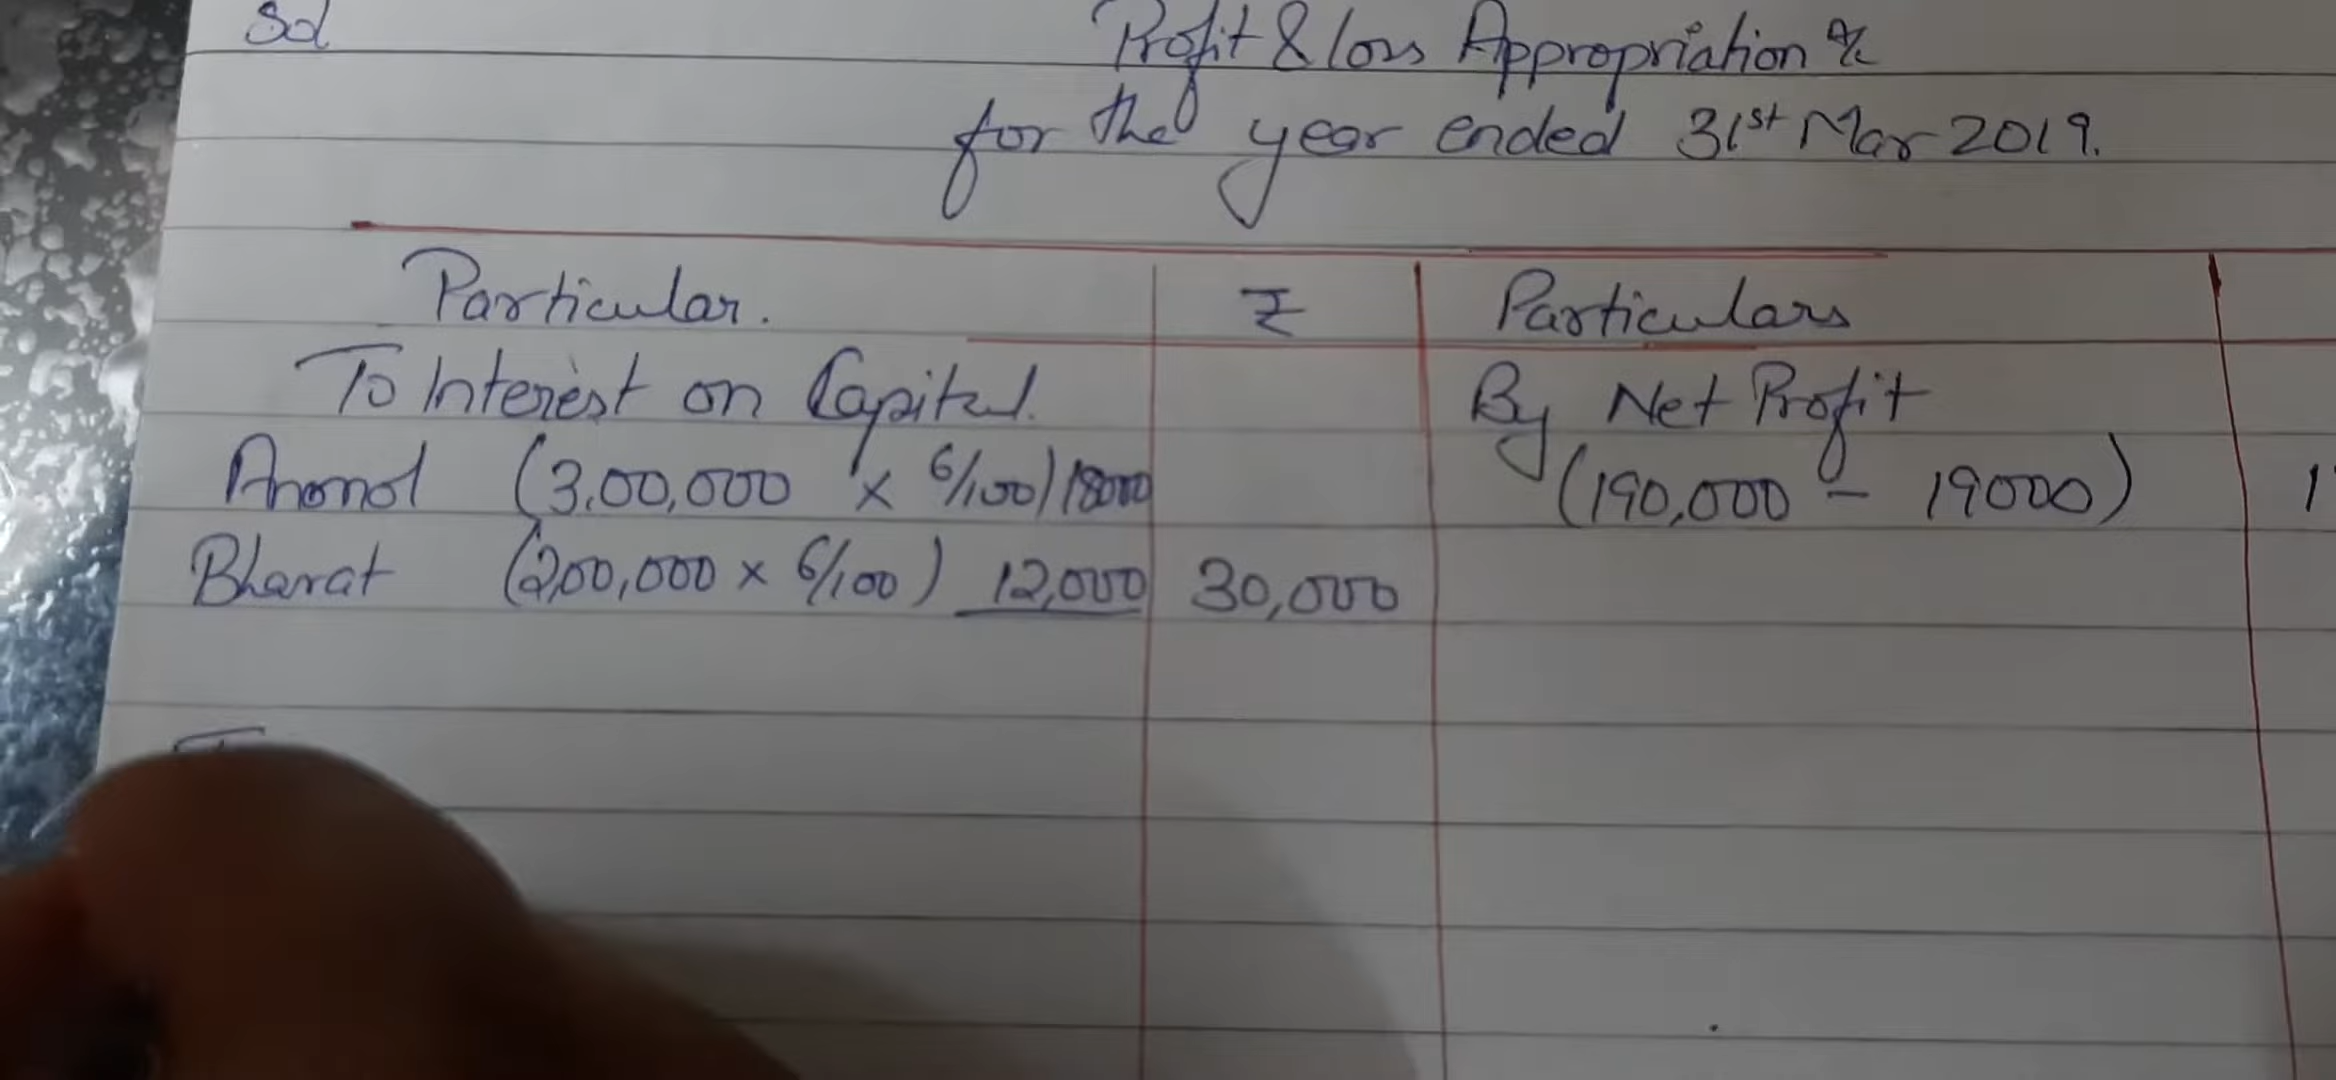 Sol
Profit & loss Appropriation A/c
for the year ended 31st Mar 2019.
Particular. ₹ Particulars
To Interest on Capital. By Net Profit
Anmol (3,00,000 x 6/100) 18000 (190,000 - 19000)
Bharat (2,00,000 x 6/100) 12,000 30,000